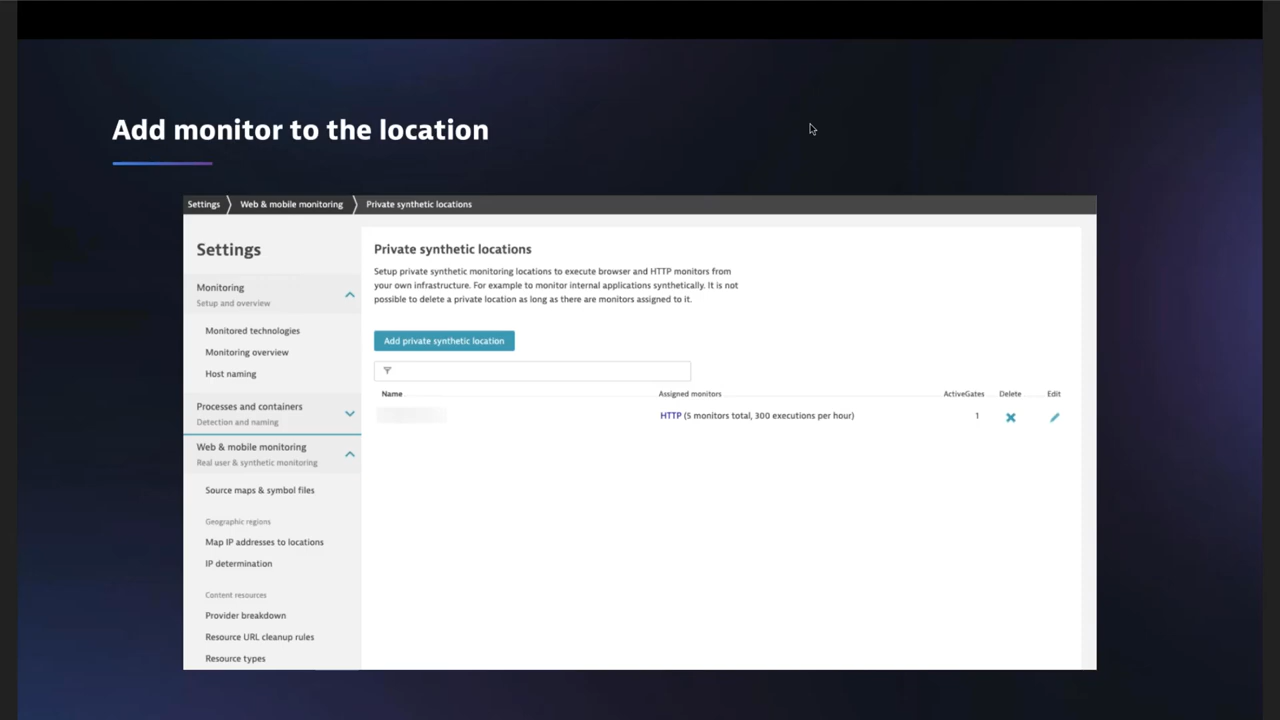 Add monitor to the location
Settings
Web & mobile monitoring
Private synthetic locations
Settings
Monitoring
Setup and overview
Monitored technologies
Monitoring overview
Host naming
Processes and containers
Detection and naming
Web & mobile monitoring
Real user & synthetic monitoring
Source maps & symbol files
Geographic regions
Map IP addresses to locations
IP determination
Content resources
Provider breakdown
Resource URL cleanup rules
Resource types
Private synthetic locations
Setup private synthetic monitoring locations to execute browser and HTTP monitors from
your own infrastructure. For example to monitor internal applications synthetically. It is not
possible to delete a private location as long as there are monitors assigned to it.
Add private synthetic location
Name Assigned monitors ActiveGates Delete Edit
HTTP (5 monitors total, 300 executions per hour) 1